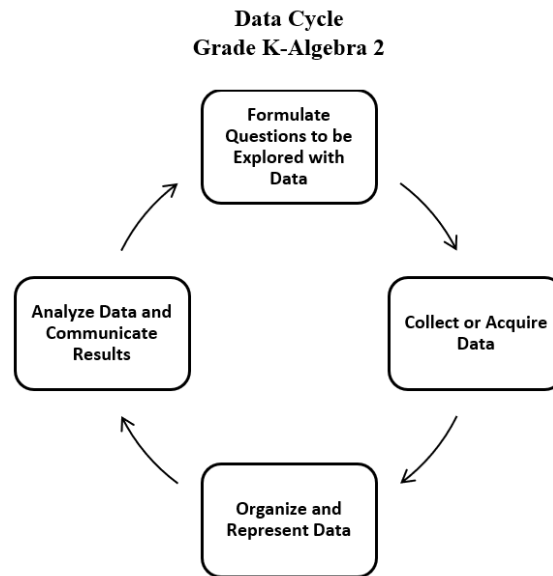 Data Cycle
Grade K-Algebra 2
Formulate
Questions to be
Explored with
Data
Collect or Acquire
Data
Organize and
Represent Data
Analyze Data and
Communicate
Results